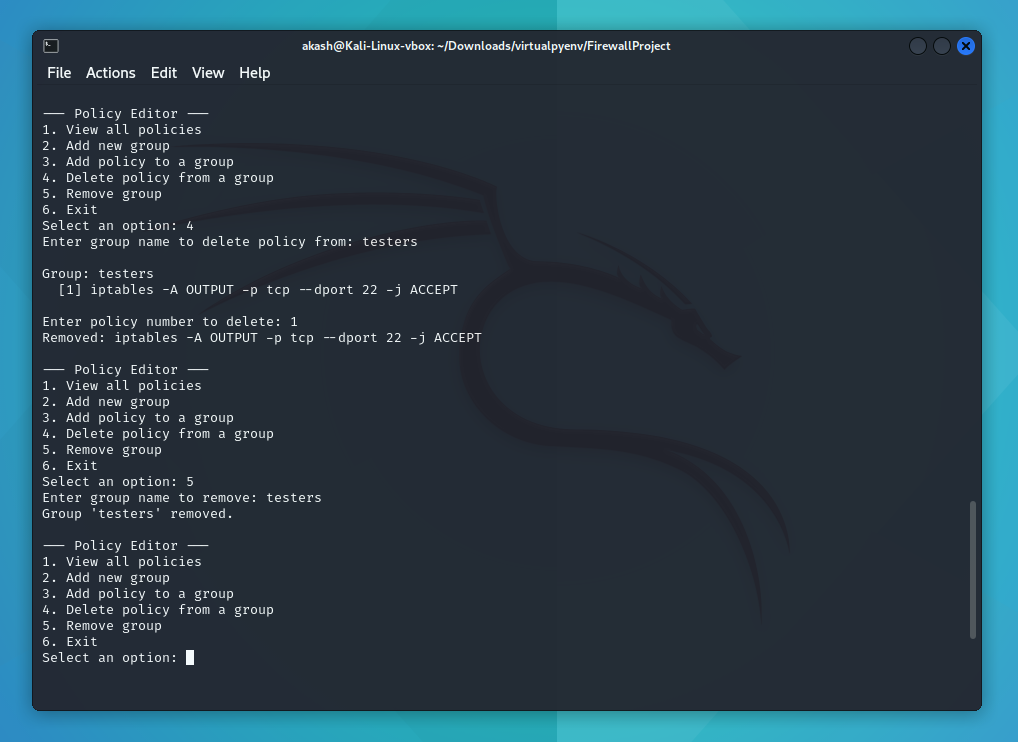 akash@Kali-Linux-vbox: ~/Downloads/virtualpyenv/FirewallProject
File Actions Edit View Help
--- Policy Editor ---
1. View all policies
2. Add new group
3. Add policy to a group
4. Delete policy from a group
5. Remove group
6. Exit
Select an option: 4
Enter group name to delete policy from: testers
Group: testers
[1] iptables -A OUTPUT -p tcp --dport 22 -j ACCEPT
Enter policy number to delete: 1
Removed: iptables -A OUTPUT -p tcp --dport 22 -j ACCEPT
--- Policy Editor ---
1. View all policies
2. Add new group
3. Add policy to a group
4. Delete policy from a group
5. Remove group
6. Exit
Select an option: 5
Enter group name to remove: testers
Group 'testers' removed.
--- Policy Editor ---
1. View all policies
2. Add new group
3. Add policy to a group
4. Delete policy from a group
5. Remove group
6. Exit
Select an option: